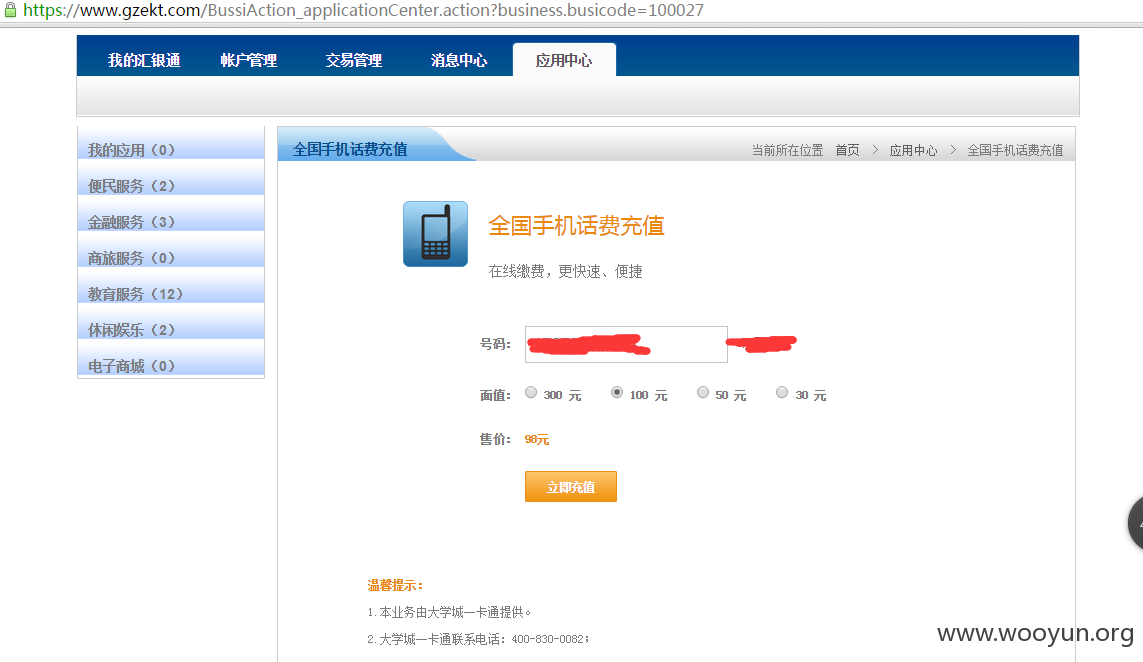 https://www.gzekt.com/BussiAction_applicationCenter.action?business.busicode=100027
我的汇银通 帐户管理 交易管理 消息中心 应用中心
我的应用（0）
便民服务（2）
金融服务（3）
商旅服务（0）
教育服务（12）
休闲娱乐（2）
电子商城（0）
全国手机话费充值
当前所在位置 首页 > 应用中心 > 全国手机话费充值
全国手机话费充值
在线缴费，更快速、便捷
号码：
面值： 300 元 100 元 50 元 30 元
售价： 98元
立即充值
温馨提示：
1.本业务由大学城一卡通提供。
2.大学城一卡通联系电话：400-830-0082；
www.wooyun.org